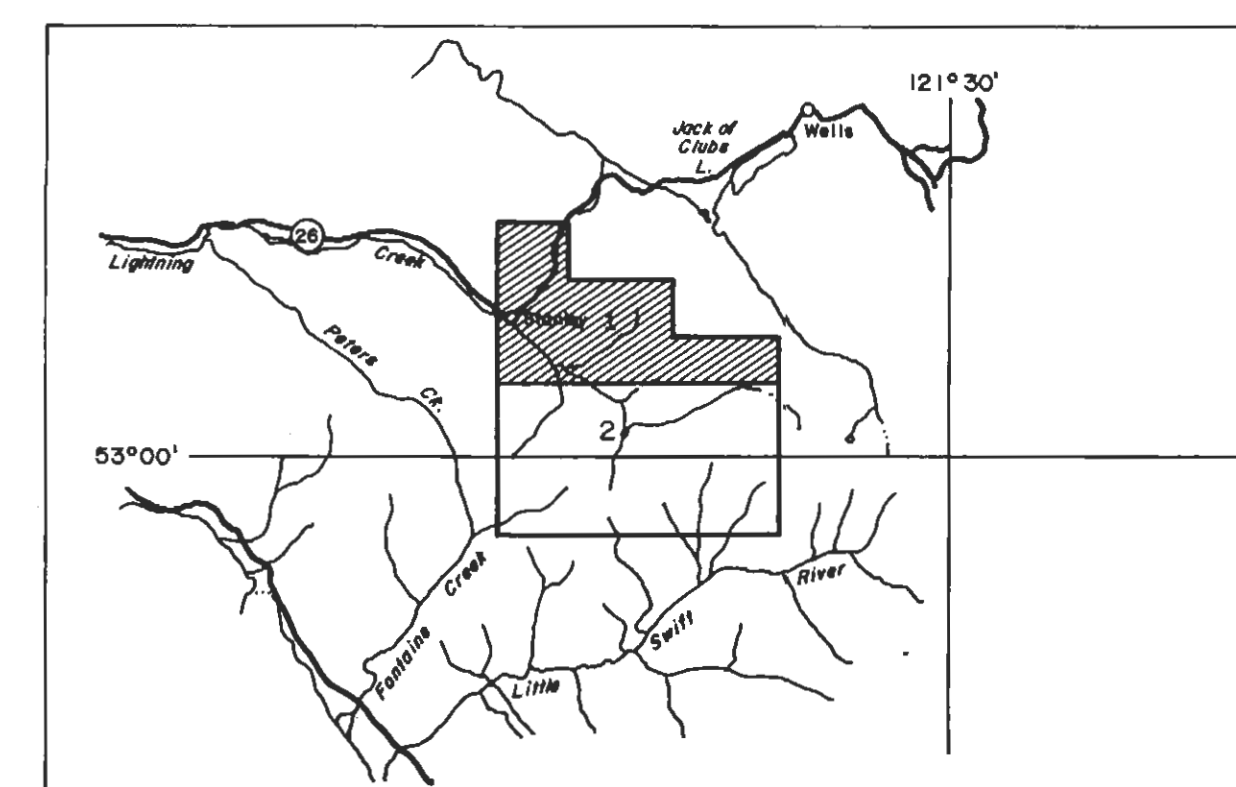 121° 30'
Wells
Jack of
Clubs
L.
26
Lightning
Creek
Stanley 1
Peters
Ck.
2
53°00'
River
Creek
Swift
Fontaine
Little